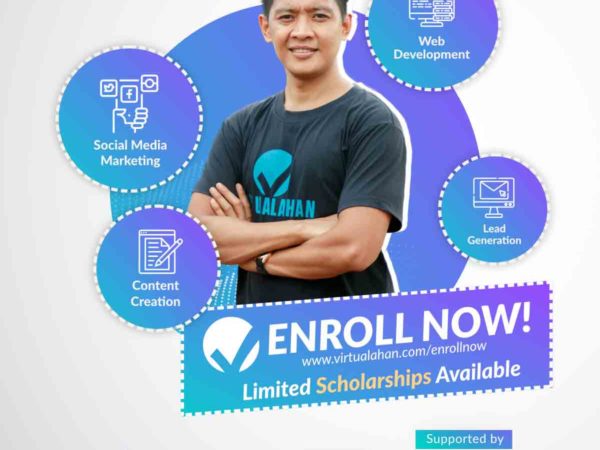 Web
Development
Social Media
Marketing
UALAHAN
Lead
Generation
Content
Creation
ENROLL NOW!
www.virtualahan.com/enrollnow
Limited Scholarships Available
Supported by